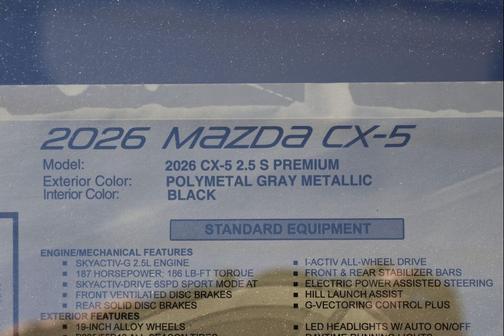 2026 MAZDA CX-5
Model: 2026 CX-5 2.5 S PREMIUM
Exterior Color: POLYMETAL GRAY METALLIC
Interior Color: BLACK
STANDARD EQUIPMENT
ENGINE/MECHANICAL FEATURES
■ SKYACTIV-G 2.5L ENGINE
■ 187 HORSEPOWER; 186 LB-FT TORQUE
■ SKYACTIV-DRIVE 6SPD SPORT MODE AT
■ FRONT VENTILATED DISC BRAKES
■ REAR SOLID DISC BRAKES
EXTERIOR FEATURES
■ 19-INCH ALLOY WHEELS
■ I-ACTIV ALL-WHEEL DRIVE
■ FRONT & REAR STABILIZER BARS
■ ELECTRIC POWER ASSISTED STEERING
■ HILL LAUNCH ASSIST
■ G-VECTORING CONTROL PLUS
■ LED HEADLIGHTS W/ AUTO ON/OFF